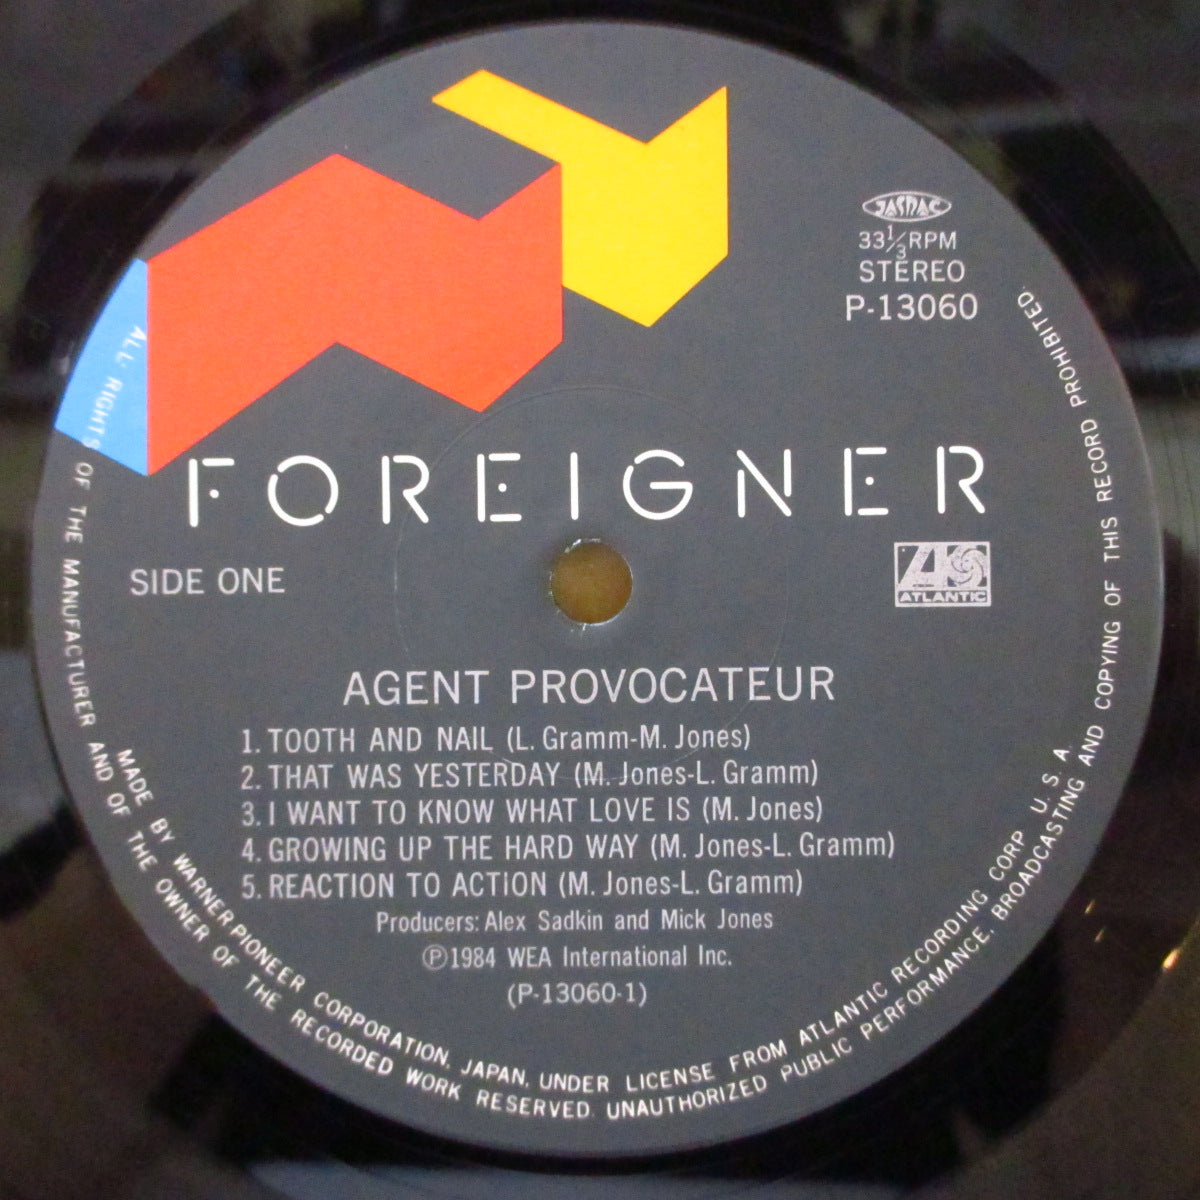 JASRAC
33⅓RPM
STEREO
P-13060
FOREIGNER
SIDE ONE
ATLANTIC
AGENT PROVOCATEUR
1. TOOTH AND NAIL (L. Gramm-M. Jones)
2. THAT WAS YESTERDAY (M. Jones-L. Gramm)
3. I WANT TO KNOW WHAT LOVE IS (M. Jones)
4. GROWING UP THE HARD WAY (M. Jones-L. Gramm)
5. REACTION TO ACTION (M. Jones-L. Gramm)
Producers: Alex Sadkin and Mick Jones
Ⓟ1984 WEA International Inc.
(P-13060-1)
MADE BY WARNER-PIONEER CORPORATION, JAPAN, UNDER LICENSE FROM ATLANTIC RECORDING CORP. U. S. A.
ALL RIGHTS OF THE MANUFACTURER AND OF THE OWNER OF THE RECORDED WORK RESERVED. UNAUTHORIZED PUBLIC PERFORMANCE, BROADCASTING AND COPYING OF THIS RECORD PROHIBITED.